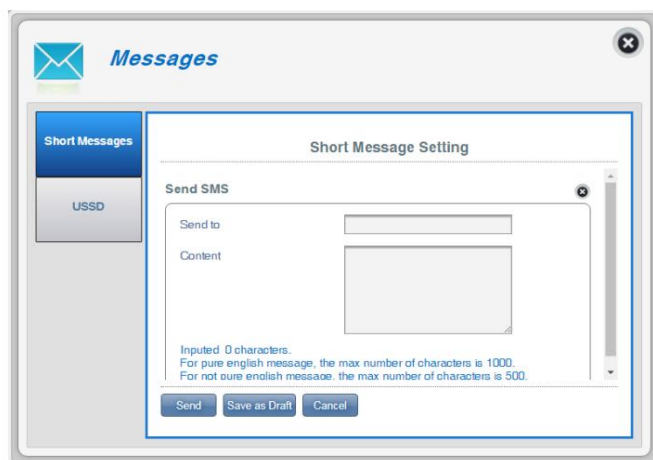 Messages
Short Messages
USSD
Short Message Setting
Send SMS
Send to
Content
Inputed 0 characters.
For pure english message, the max number of characters is 1000.
For not pure english message, the max number of characters is 500.
Send Save as Draft Cancel